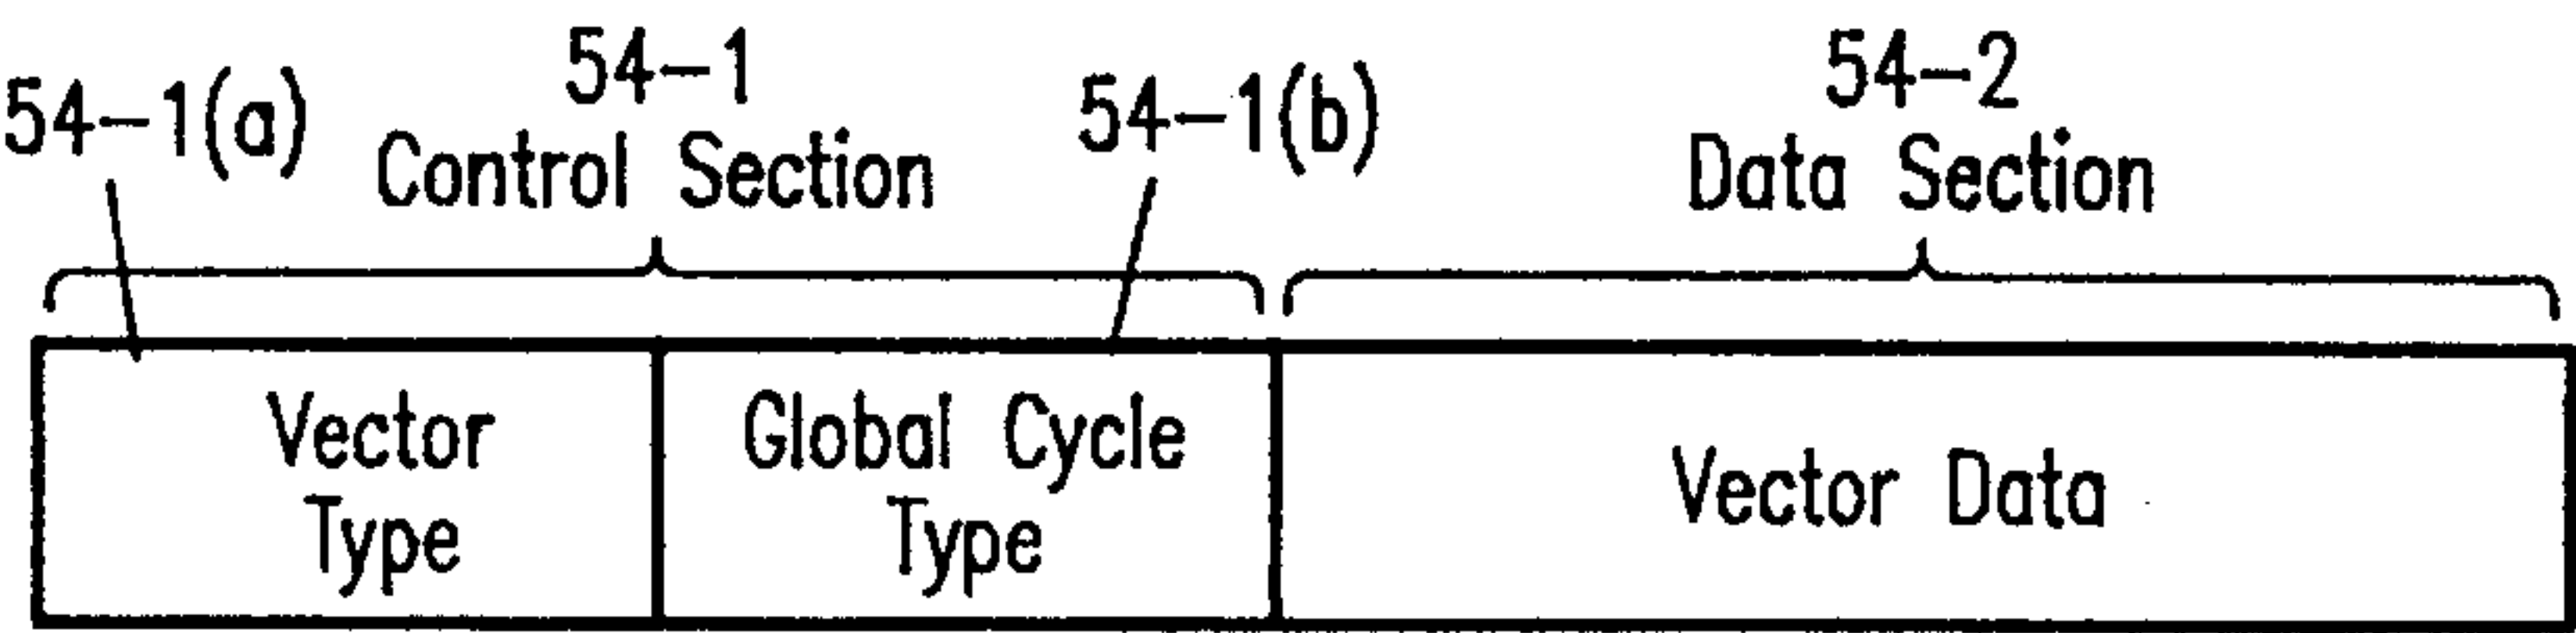 54-1(a)
54-1
Control Section
54-1(b)
54-2
Data Section
Vector
Type
Global Cycle
Type
Vector Data